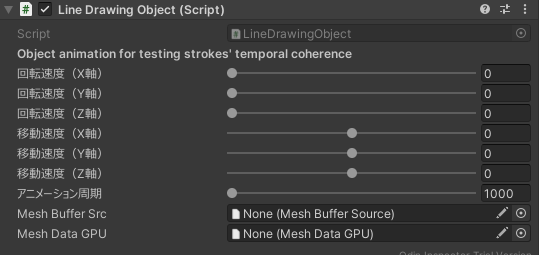 Line Drawing Object (Script)
Script LineDrawingObject
Object animation for testing strokes' temporal coherence
回転速度（X軸） 0
回転速度（Y軸） 0
回転速度（Z軸） 0
移動速度（X軸） 0
移動速度（Y軸） 0
移動速度（Z軸） 0
アニメーション周期 1000
Mesh Buffer Src None (Mesh Buffer Source)
Mesh Data GPU None (Mesh Data GPU)
Odin Inspector Trial Version